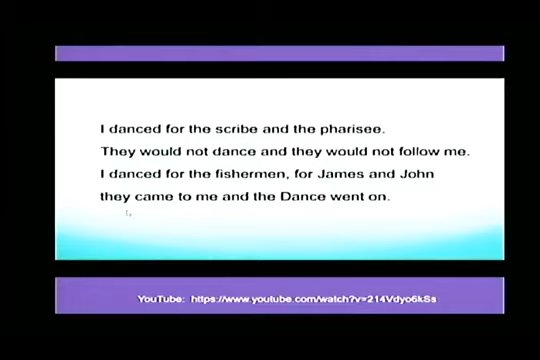 I danced for the scribe and the pharisee.
They would not dance and they would not follow me.
I danced for the fishermen, for James and John
they came to me and the Dance went on.
YouTube: https://www.youtube.com/watch?v=214Vdyo6kSs